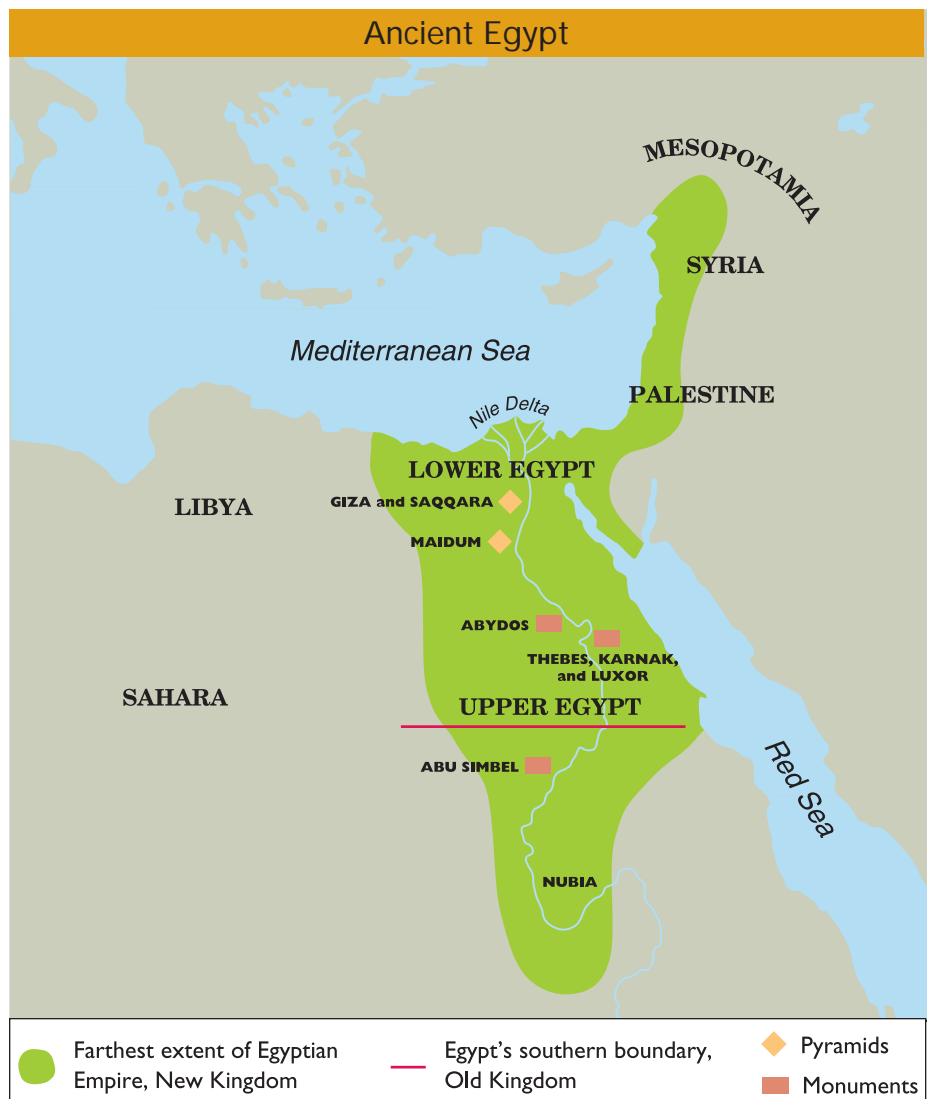 Ancient Egypt
MESOPOTAMIA
SYRIA
Mediterranean Sea
PALESTINE
Nile Delta
LOWER EGYPT
GIZA and SAQQARA
LIBYA
MAIDUM
ABYDOS
THEBES, KARNAK,
and LUXOR
SAHARA
UPPER EGYPT
ABU SIMBEL
Red Sea
NUBIA
Farthest extent of Egyptian
Empire, New Kingdom
Egypt’s southern boundary,
Old Kingdom
Pyramids
Monuments